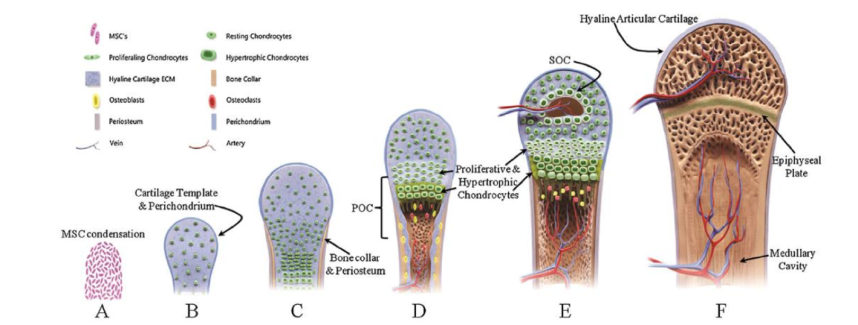 MSC's
Resting Chondrocytes
Proliferating Chondrocytes
Hypertrophic Chondrocytes
Hyaline Cartilage ECM
Bone Collar
Osteoblasts
Osteoclasts
Periosteum
Perichondrium
Vein
Artery
Hyaline Articular Cartilage
SOC
Epiphyseal
Plate
Proliferative &
Hypertrophic
Chondrocytes
POC
Cartilage Template
& Perichondrium
MSC condensation
Bone collar
& Periosteum
Medullary
Cavity
A
B
C
D
E
F